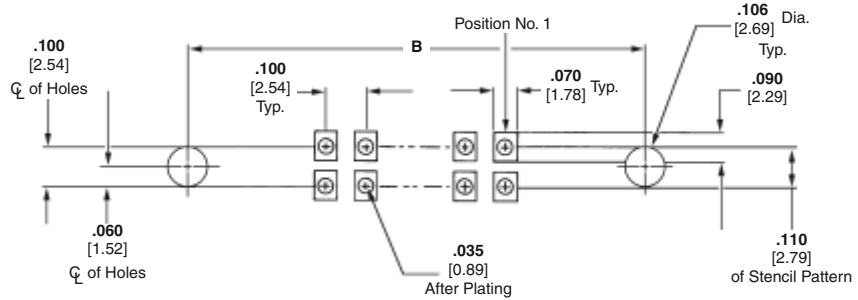 Position No. 1
.106 Dia.
[2.69]
Typ.
.100
[2.54]
℄ of Holes
B
.100
[2.54]
Typ.
.070 Typ.
[1.78]
.090
[2.29]
.060
[1.52]
℄ of Holes
.035
[0.89]
After Plating
.110
[2.79]
of Stencil Pattern